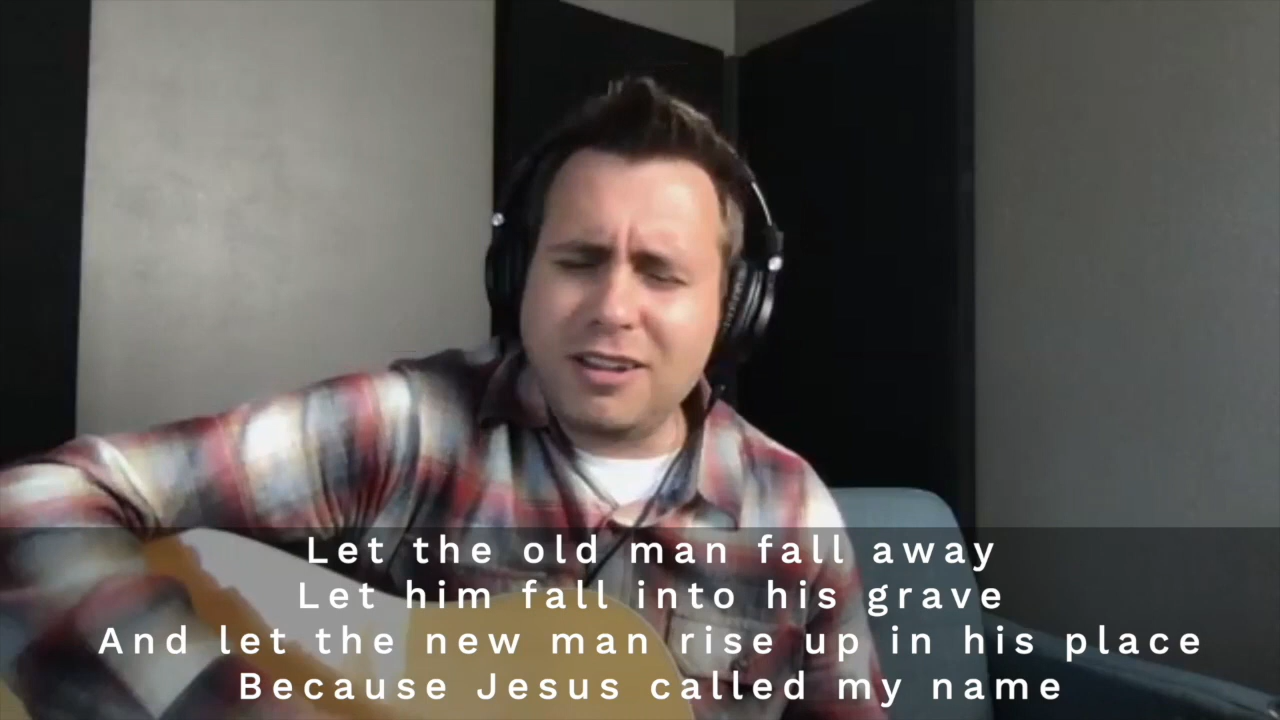 Let the old man fall away
Let him fall into his grave
And let the new man rise up in his place
Because Jesus called my name